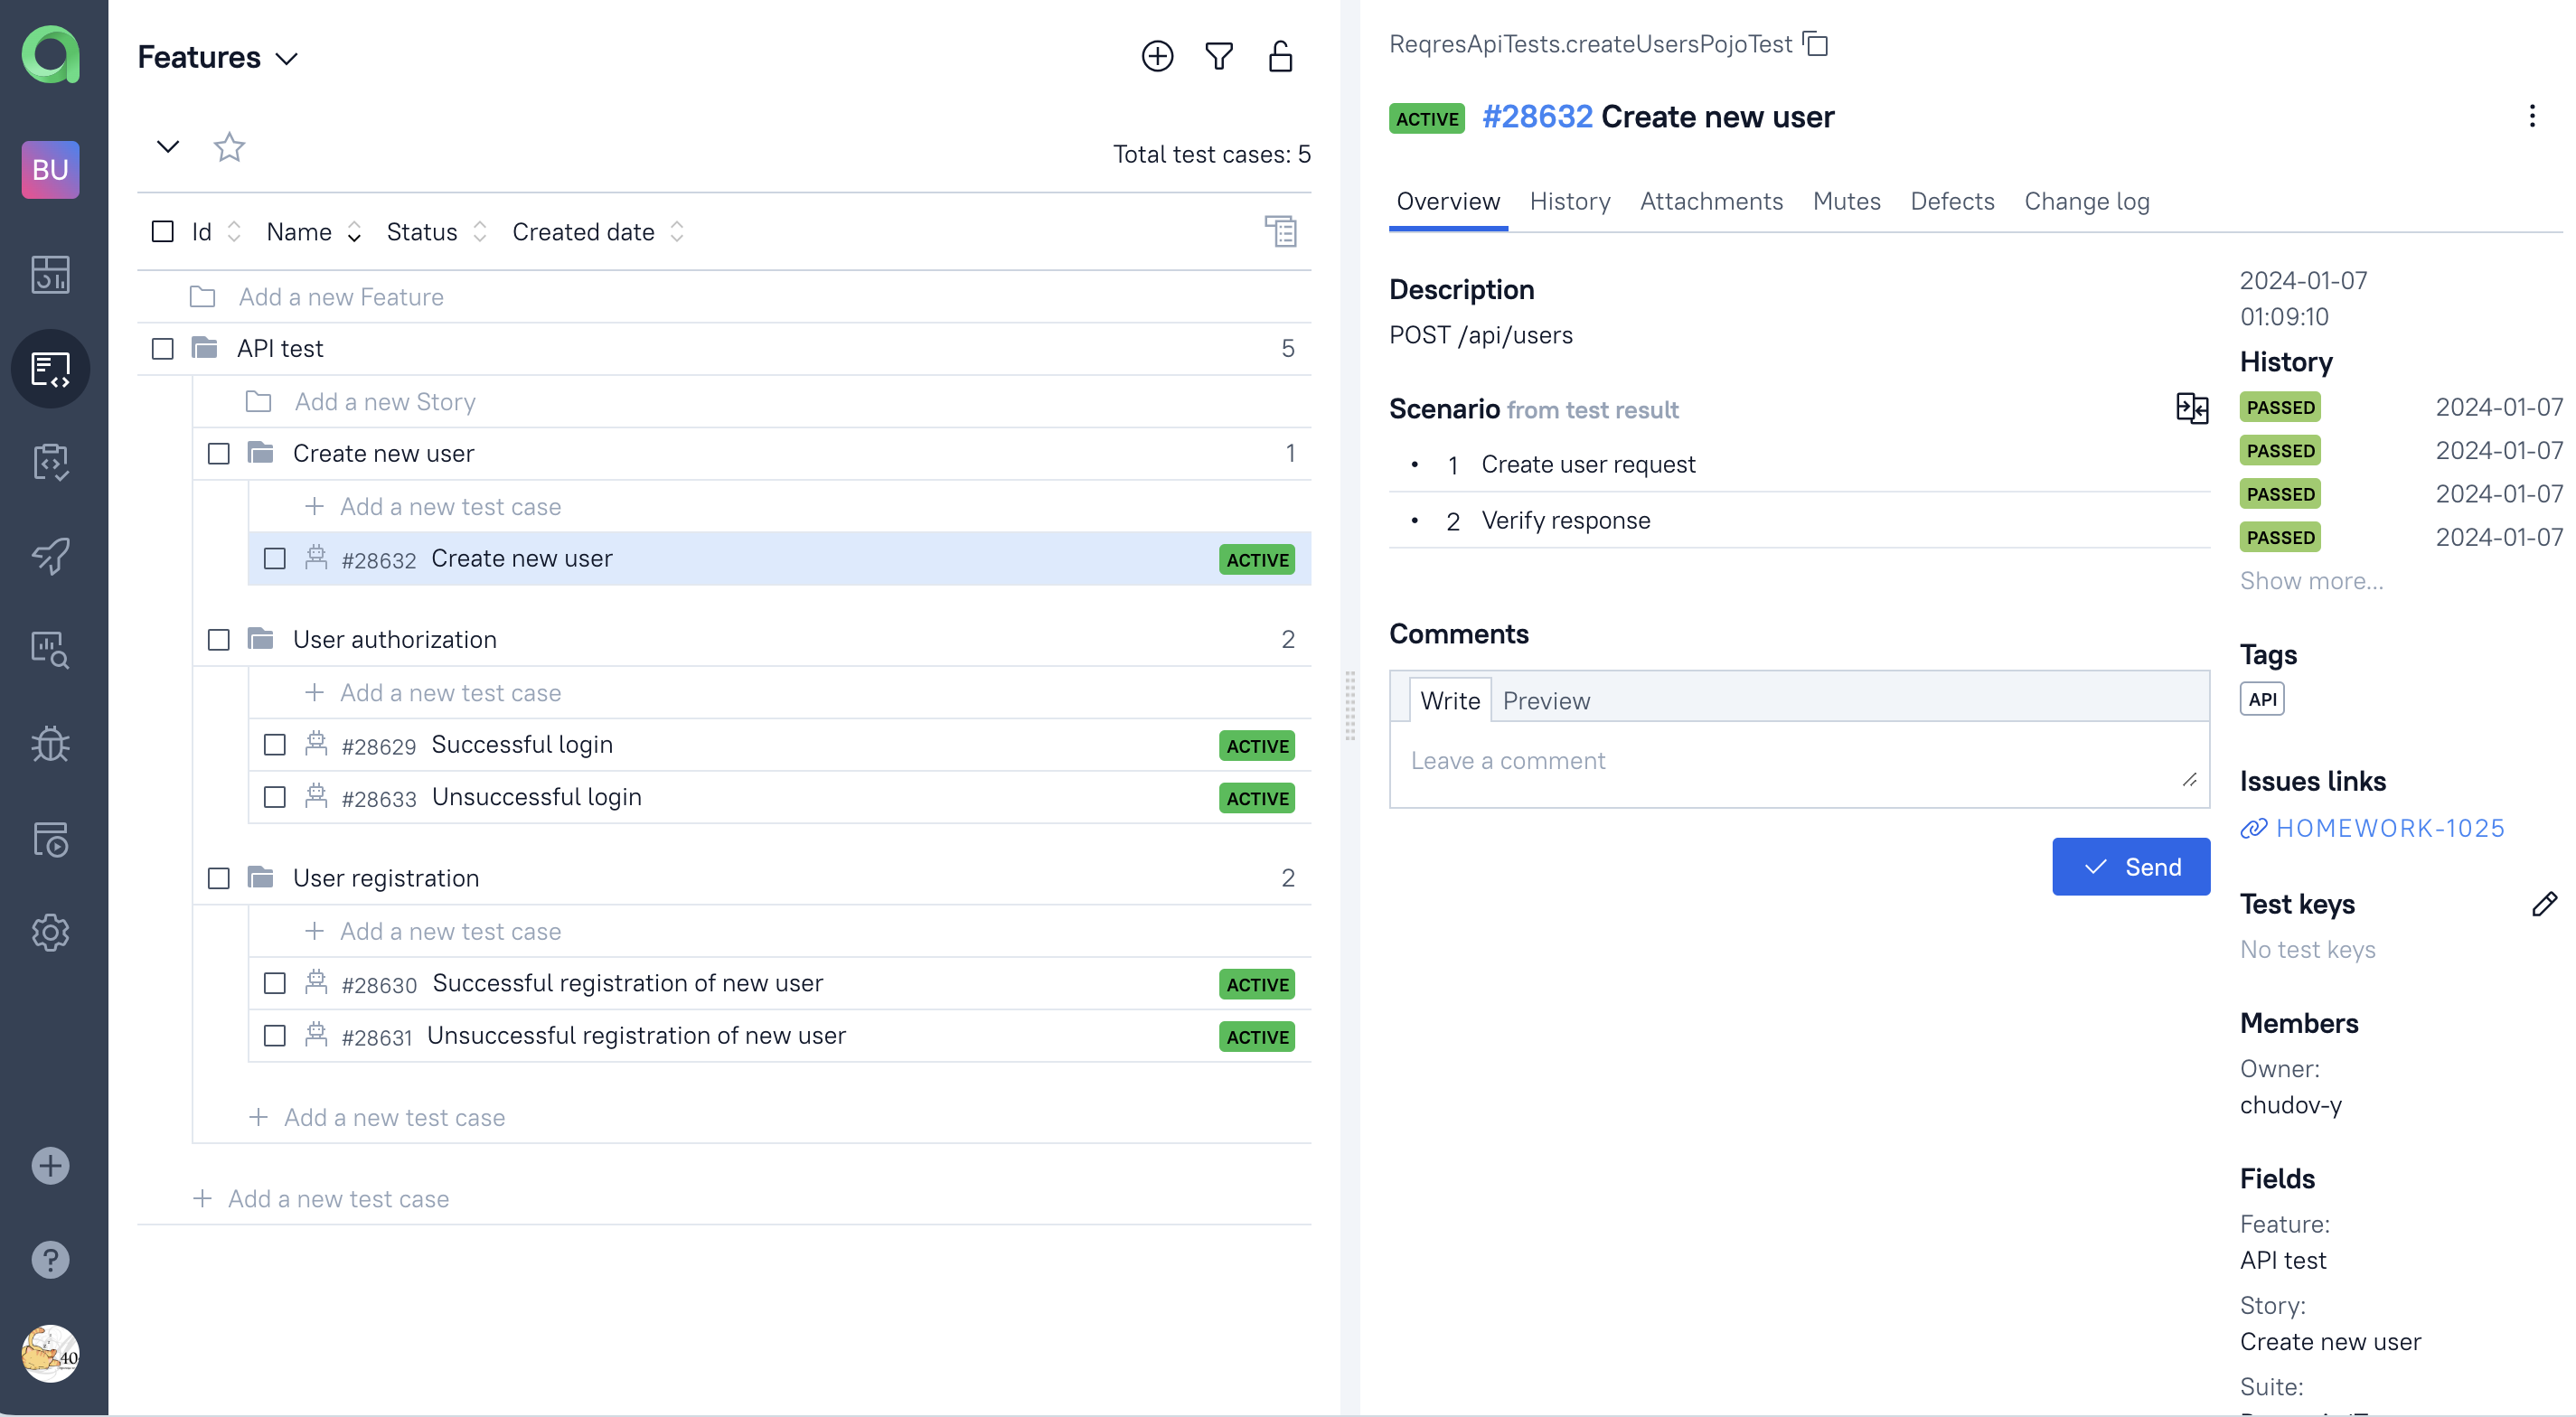 BU
40
Features
Total test cases: 5
Id Name Status Created date
Add a new Feature
API test 5
Add a new Story
Create new user 1
Add a new test case
#28632 Create new user ACTIVE
User authorization 2
Add a new test case
#28629 Successful login ACTIVE
#28633 Unsuccessful login ACTIVE
User registration 2
Add a new test case
#28630 Successful registration of new user ACTIVE
#28631 Unsuccessful registration of new user ACTIVE
Add a new test case
Add a new test case
ReqresApiTests.createUsersPojoTest
ACTIVE #28632 Create new user
Overview History Attachments Mutes Defects Change log
Description
POST /api/users
Scenario from test result
1 Create user request
2 Verify response
Comments
Write Preview
Leave a comment
Send
2024-01-07
01:09:10
History
PASSED 2024-01-07
PASSED 2024-01-07
PASSED 2024-01-07
PASSED 2024-01-07
Show more...
Tags
API
Issues links
HOMEWORK-1025
Test keys
No test keys
Members
Owner:
chudov-y
Fields
Feature:
API test
Story:
Create new user
Suite: